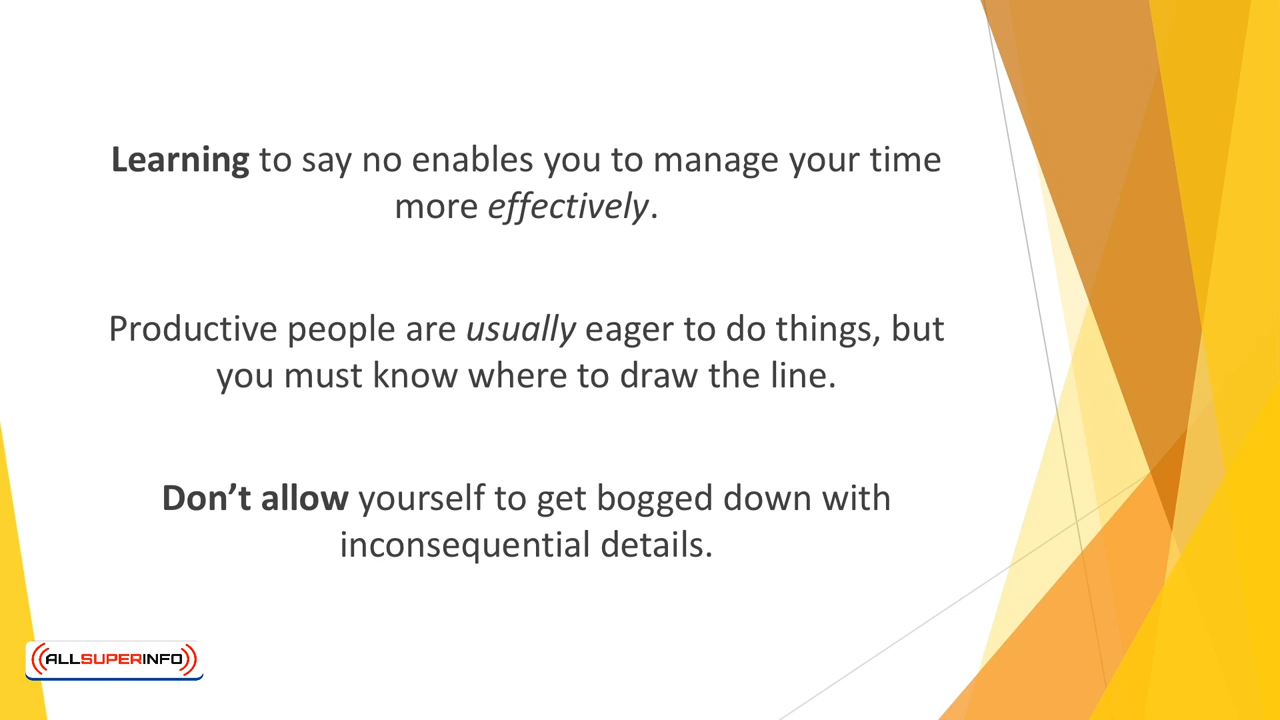 Learning to say no enables you to manage your time
more effectively.
Productive people are usually eager to do things, but
you must know where to draw the line.
Don’t allow yourself to get bogged down with
inconsequential details.
ALLSUPERINFO